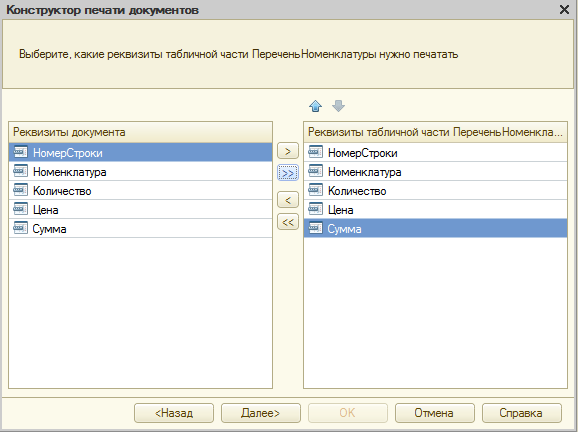 Конструктор печати документов
Выберите, какие реквизиты табличной части ПереченьНоменклатуры нужно печатать
Реквизиты документа
НомерСтроки
Номенклатура
Количество
Цена
Сумма
>
>>
<
<<
Реквизиты табличной части ПереченьНоменкла...
НомерСтроки
Номенклатура
Количество
Цена
Сумма
<Назад
Далее>
OK
Отмена
Справка